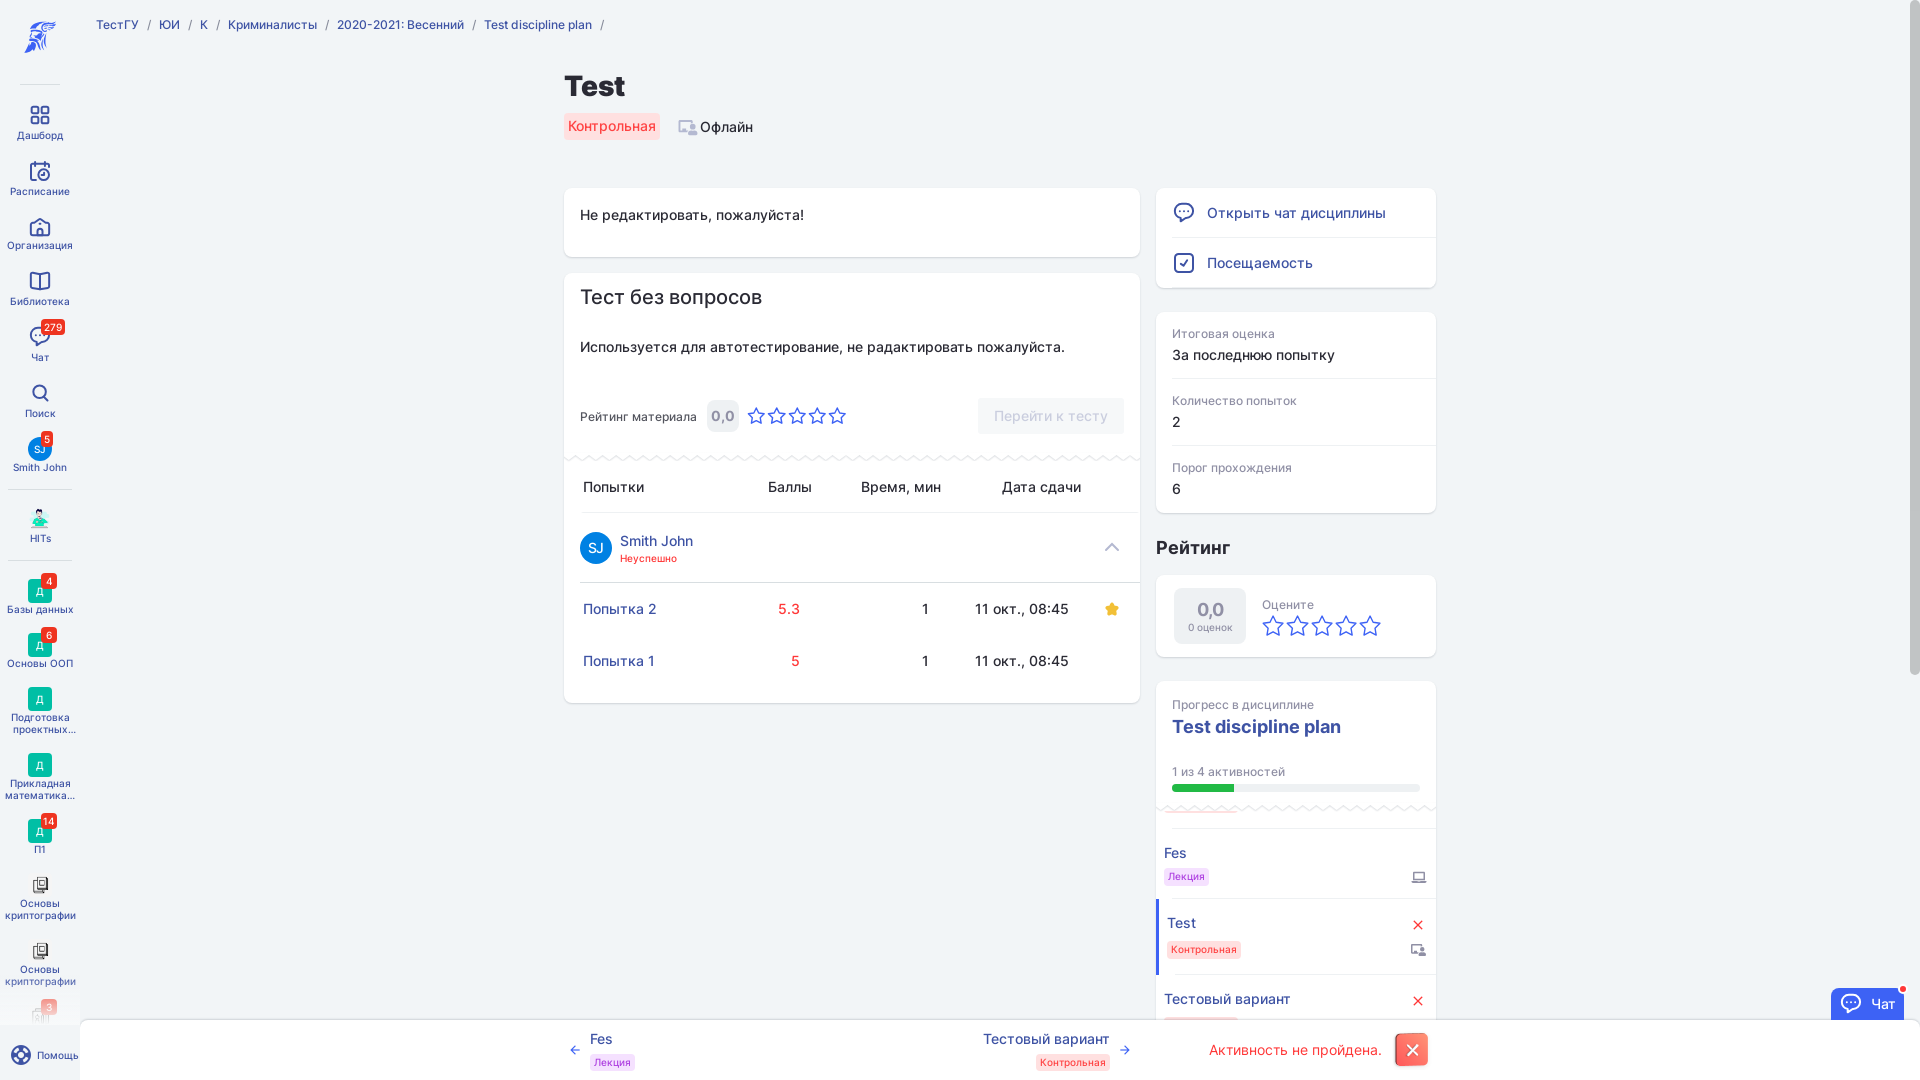 ТестГУ / ЮИ / К / Криминалисты / 2020-2021: Весенний / Test discipline plan /
Дашборд
Расписание
Организация
Библиотека
279
Чат
Поиск
5
SJ
Smith John
HITs
4
Д
Базы данных
6
Д
Основы ООП
Д
Подготовка
проектных...
Д
Прикладная
математика...
14
Д
П1
Основы
криптографии
Основы
криптографии
3
Помощь
Test
Контрольная
Офлайн
Не редактировать, пожалуйста!
Тест без вопросов
Используется для автотестирование, не радактировать пожалуйста.
Рейтинг материала 0,0
Перейти к тесту
Попытки Баллы Время, мин Дата сдачи
SJ
Smith John
Неуспешно
Попытка 2 5.3 1 11 окт., 08:45
Попытка 1 5 1 11 окт., 08:45
Открыть чат дисциплины
Посещаемость
Итоговая оценка
За последнюю попытку
Количество попыток
2
Порог прохождения
6
Рейтинг
0,0
0 оценок
Оцените
Прогресс в дисциплине
Test discipline plan
1 из 4 активностей
Fes
Лекция
Test
Контрольная
Тестовый вариант
Чат
Fes
Лекция
Тестовый вариант
Контрольная
Активность не пройдена.